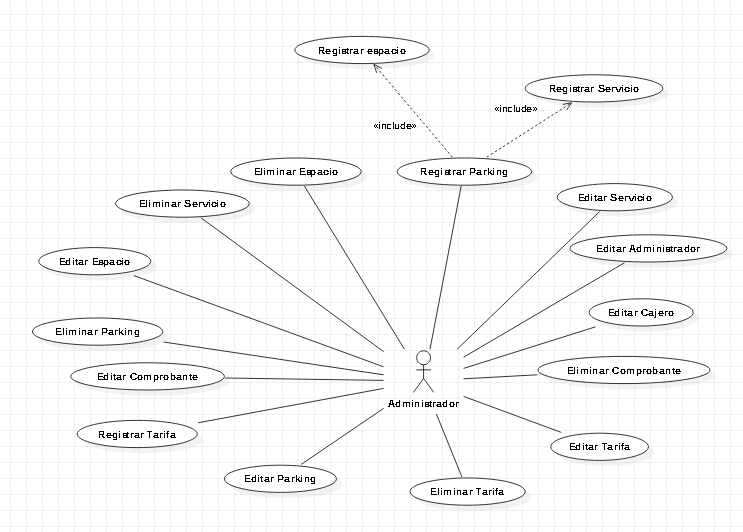 Registrar espacio
Registrar Servicio
«include»
«include»
Eliminar Espacio
Registrar Parking
Eliminar Servicio
Editar Servicio
Editar Administrador
Editar Espacio
Editar Cajero
Eliminar Parking
Eliminar Comprobante
Editar Comprobante
Administrador
Registrar Tarifa
Editar Tarifa
Editar Parking
Eliminar Tarifa